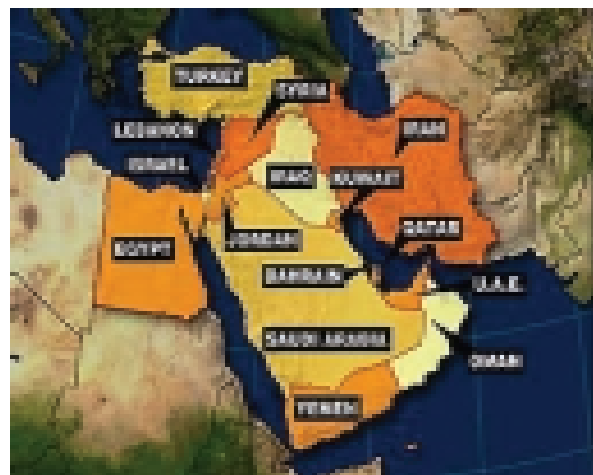 TURKEY
SYRIA
LEBANON
IRAN
ISRAEL
IRAQ
KUWAIT
EGYPT
JORDAN
QATAR
BAHRAIN
U.A.E.
SAUDI ARABIA
OMAN
YEMEN